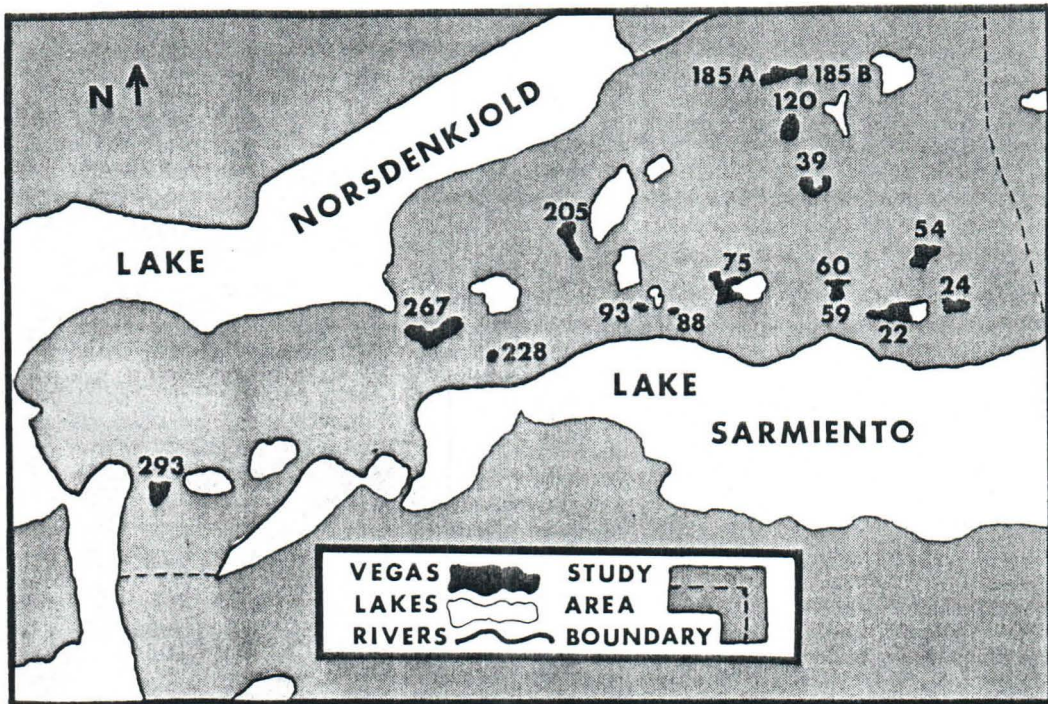 N
185 A 185 B
120
NORSDENKJOLD
39
205
LAKE
54
75
60
24
267
93
88
59
22
228
LAKE
SARMIENTO
293
VEGAS STUDY
LAKES AREA
RIVERS BOUNDARY